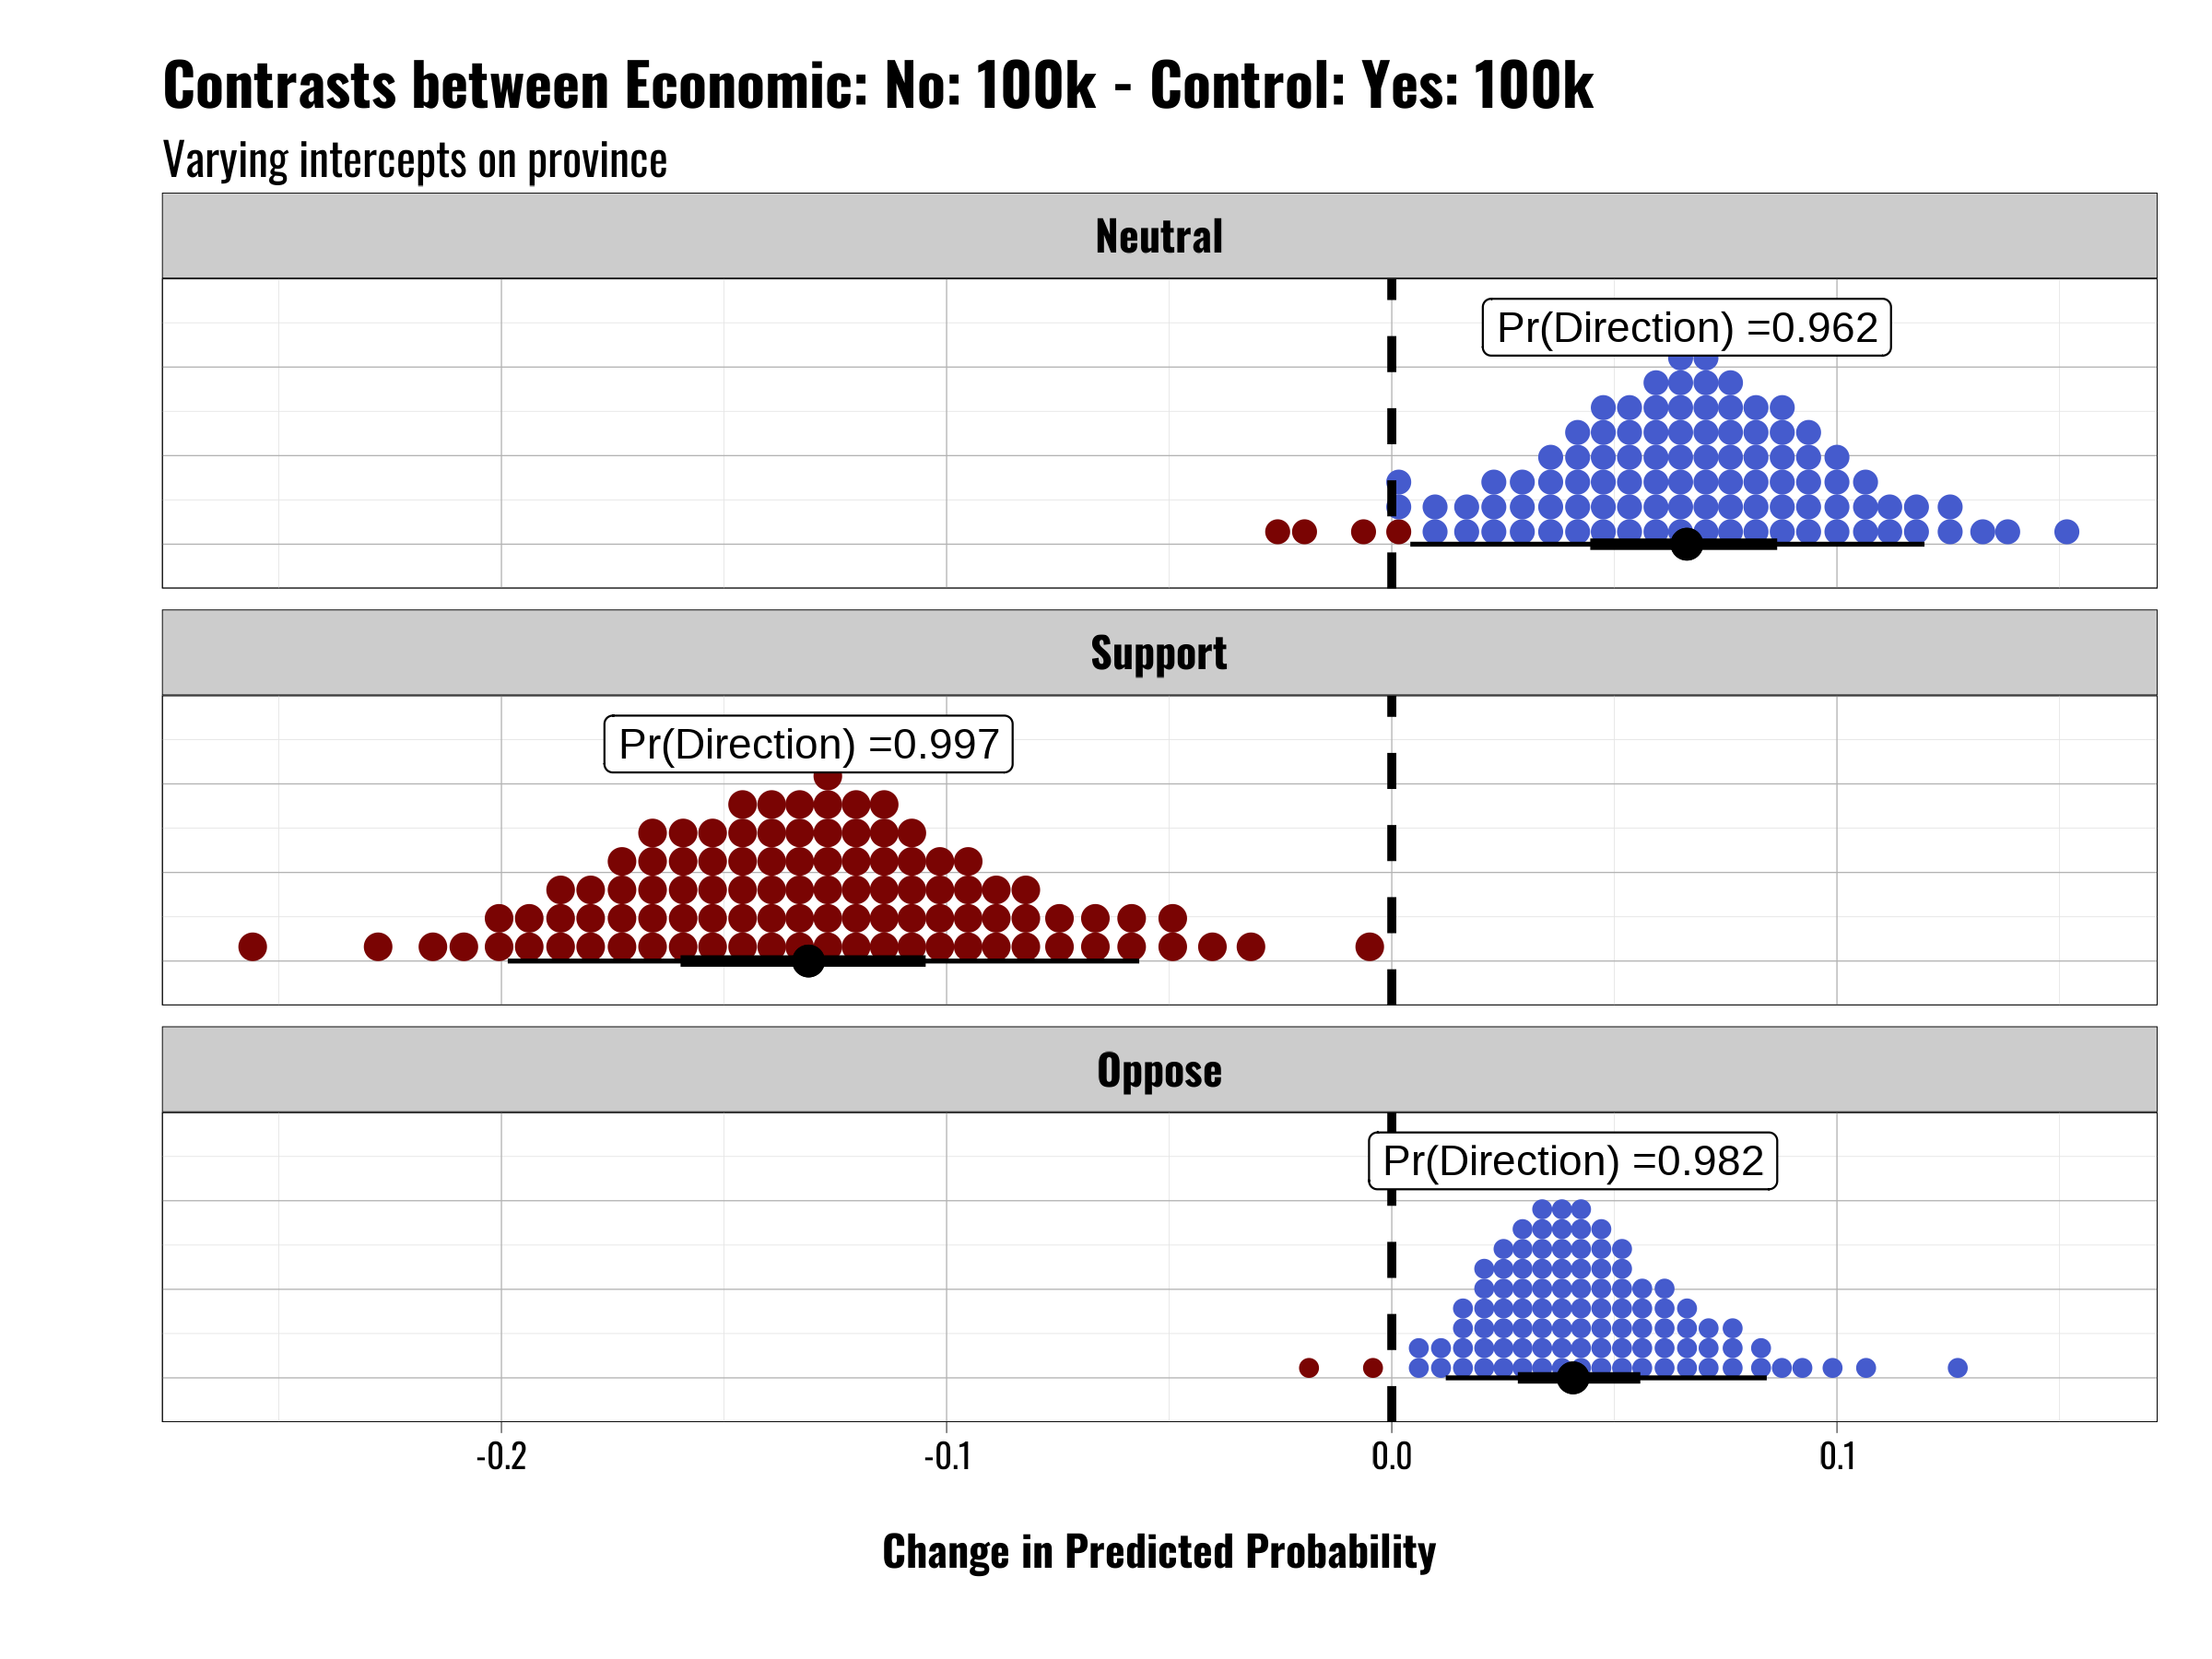 Contrasts between Economic: No: 100k - Control: Yes: 100k
Varying intercepts on province
Neutral
Pr(Direction) =0.962
Support
Pr(Direction) =0.997
Oppose
Pr(Direction) =0.982
-0.2 -0.1 0.0 0.1
Change in Predicted Probability